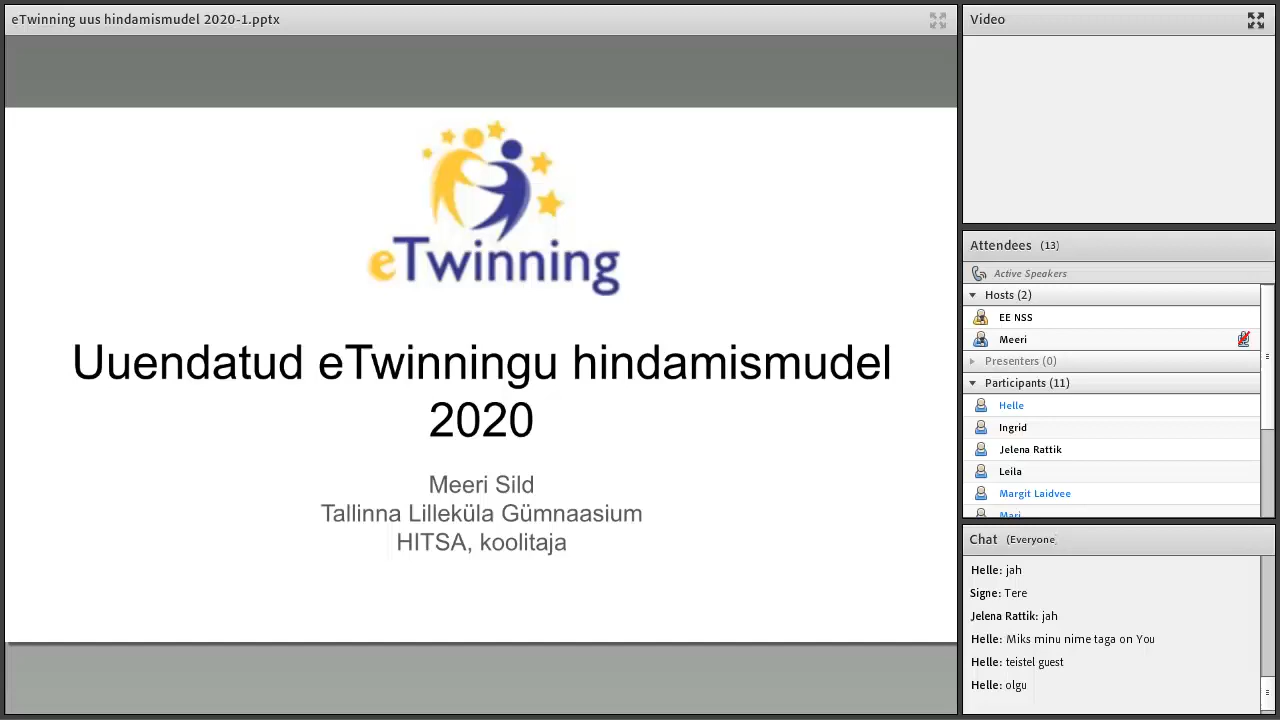 eTwinning uus hindamismudel 2020-1.pptx
eTwinning
Uuendatud eTwinningu hindamismudel
2020
Meeri Sild
Tallinna Lilleküla Gümnaasium
HITSA, koolitaja
Video
Attendees (13)
Active Speakers
Hosts (2)
EE NSS
Meeri
Presenters (0)
Participants (11)
Helle
Ingrid
Jelena Rattik
Leila
Margit Laidvee
Mari
Chat (Everyone)
Helle: jah
Signe: Tere
Jelena Rattik: jah
Helle: Miks minu nime taga on You
Helle: teistel guest
Helle: olgu